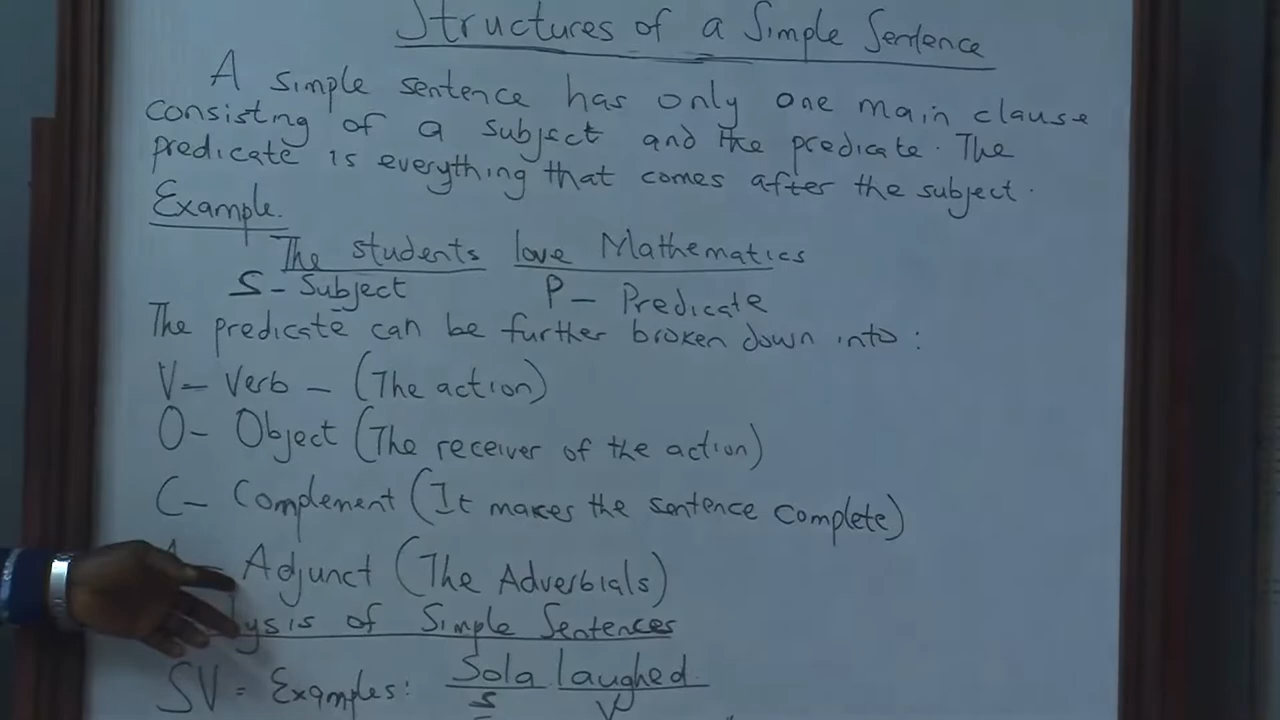 Structures of a Simple Sentence
A simple sentence has only one main clause
consisting of a subject and the predicate. The
predicate is everything that comes after the subject.
Example.
The students love Mathematics
S - Subject P - Predicate
The predicate can be further broken down into:
V - Verb - (The action)
O - Object (The receiver of the action)
C - Complement (It makes the sentence complete)
Adjunct (The Adverbials)
of Simple Sentences
SV = Examples: Sola laughed
S V